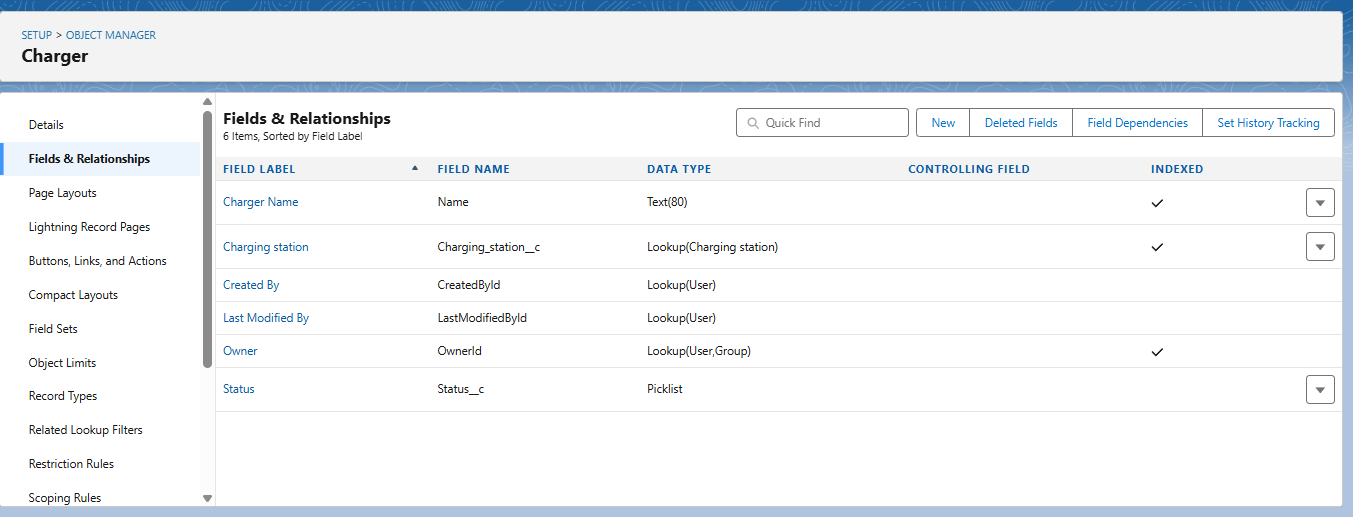 SETUP > OBJECT MANAGER
Charger
Details
Fields & Relationships
Page Layouts
Lightning Record Pages
Buttons, Links, and Actions
Compact Layouts
Field Sets
Object Limits
Record Types
Related Lookup Filters
Restriction Rules
Scoping Rules
Fields & Relationships
6 Items, Sorted by Field Label
Quick Find New Deleted Fields Field Dependencies Set History Tracking
FIELD LABEL FIELD NAME DATA TYPE CONTROLLING FIELD INDEXED
Charger Name Name Text(80)
Charging station Charging_station__c Lookup(Charging station)
Created By CreatedById Lookup(User)
Last Modified By LastModifiedById Lookup(User)
Owner OwnerId Lookup(User,Group)
Status Status__c Picklist